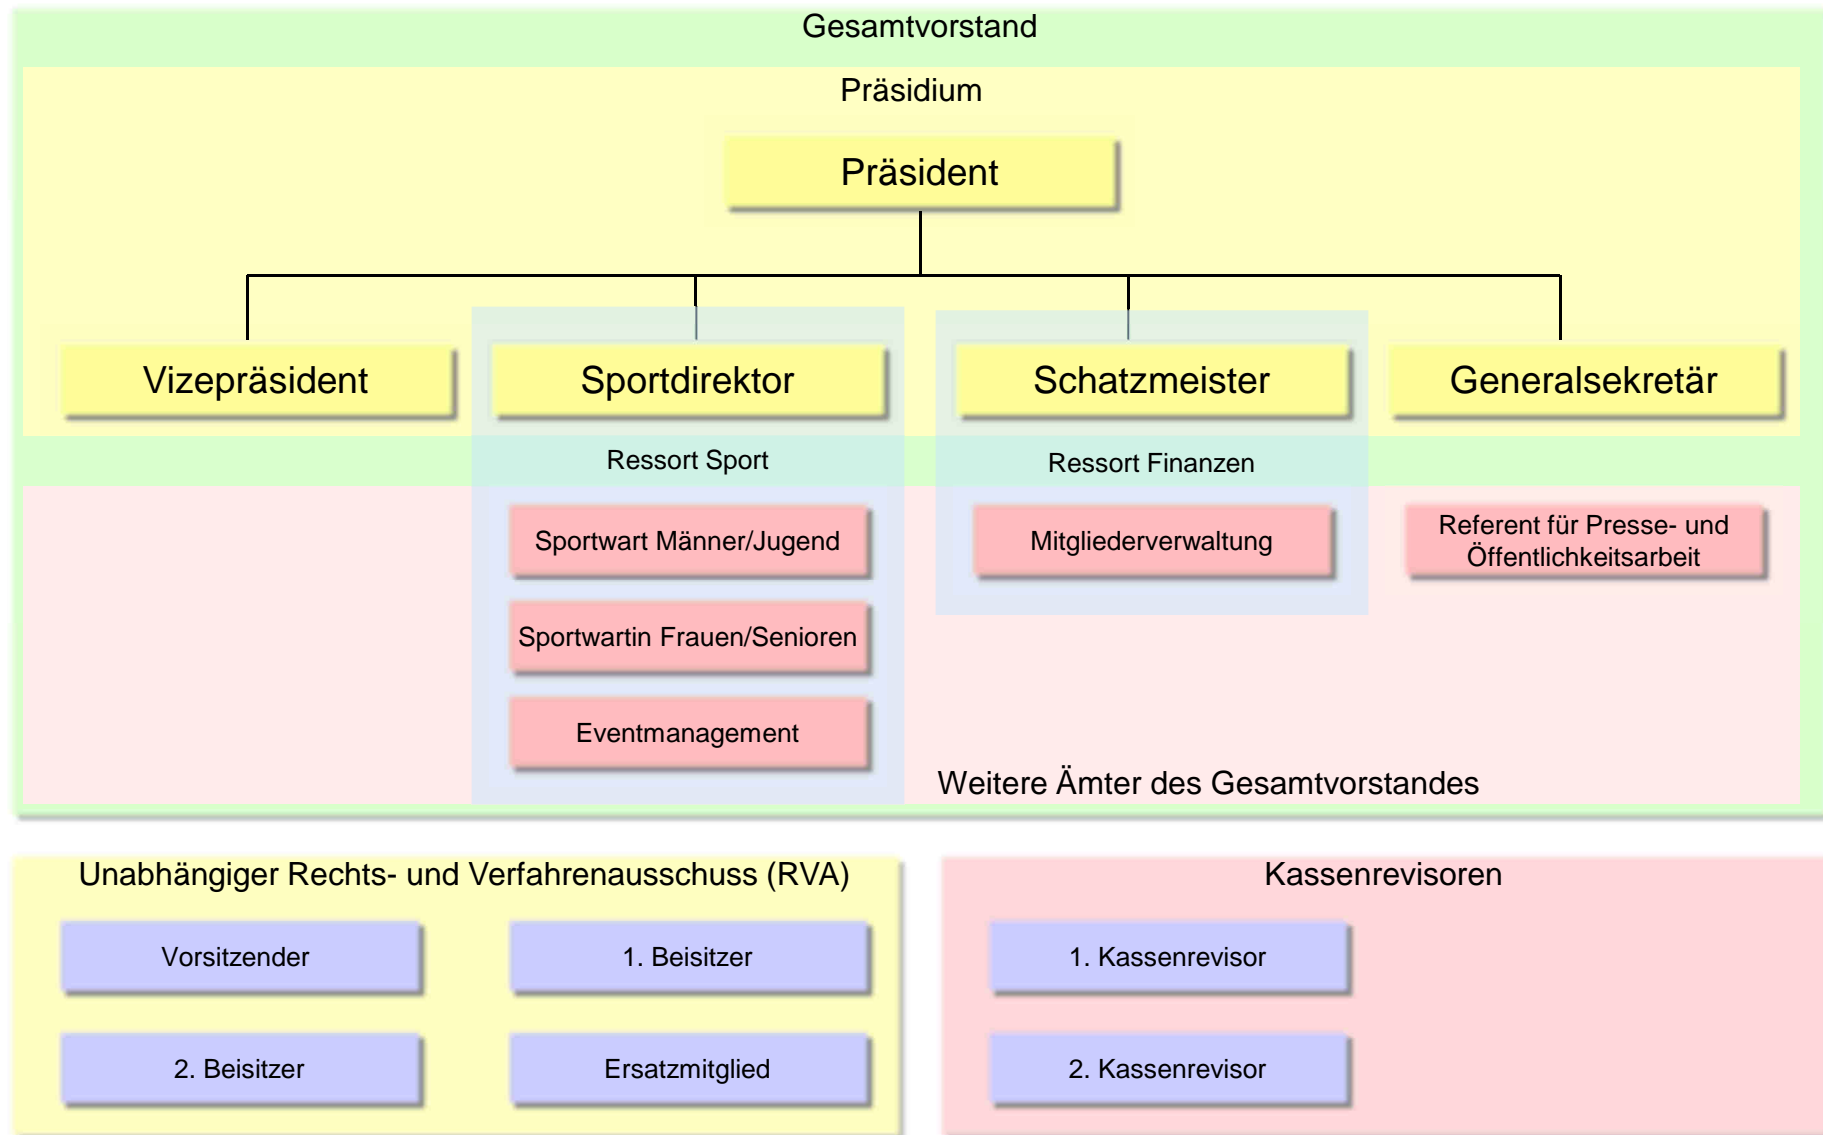 Gesamtvorstand
Präsidium
Präsident
Vizepräsident
Sportdirektor
Schatzmeister
Generalsekretär
Ressort Sport
Ressort Finanzen
Sportwart Männer/Jugend
Mitgliederverwaltung
Referent für Presse- und
Öffentlichkeitsarbeit
Sportwartin Frauen/Senioren
Eventmanagement
Weitere Ämter des Gesamtvorstandes
Unabhängiger Rechts- und Verfahrenausschuss (RVA)
Vorsitzender
1. Beisitzer
2. Beisitzer
Ersatzmitglied
Kassenrevisoren
1. Kassenrevisor
2. Kassenrevisor